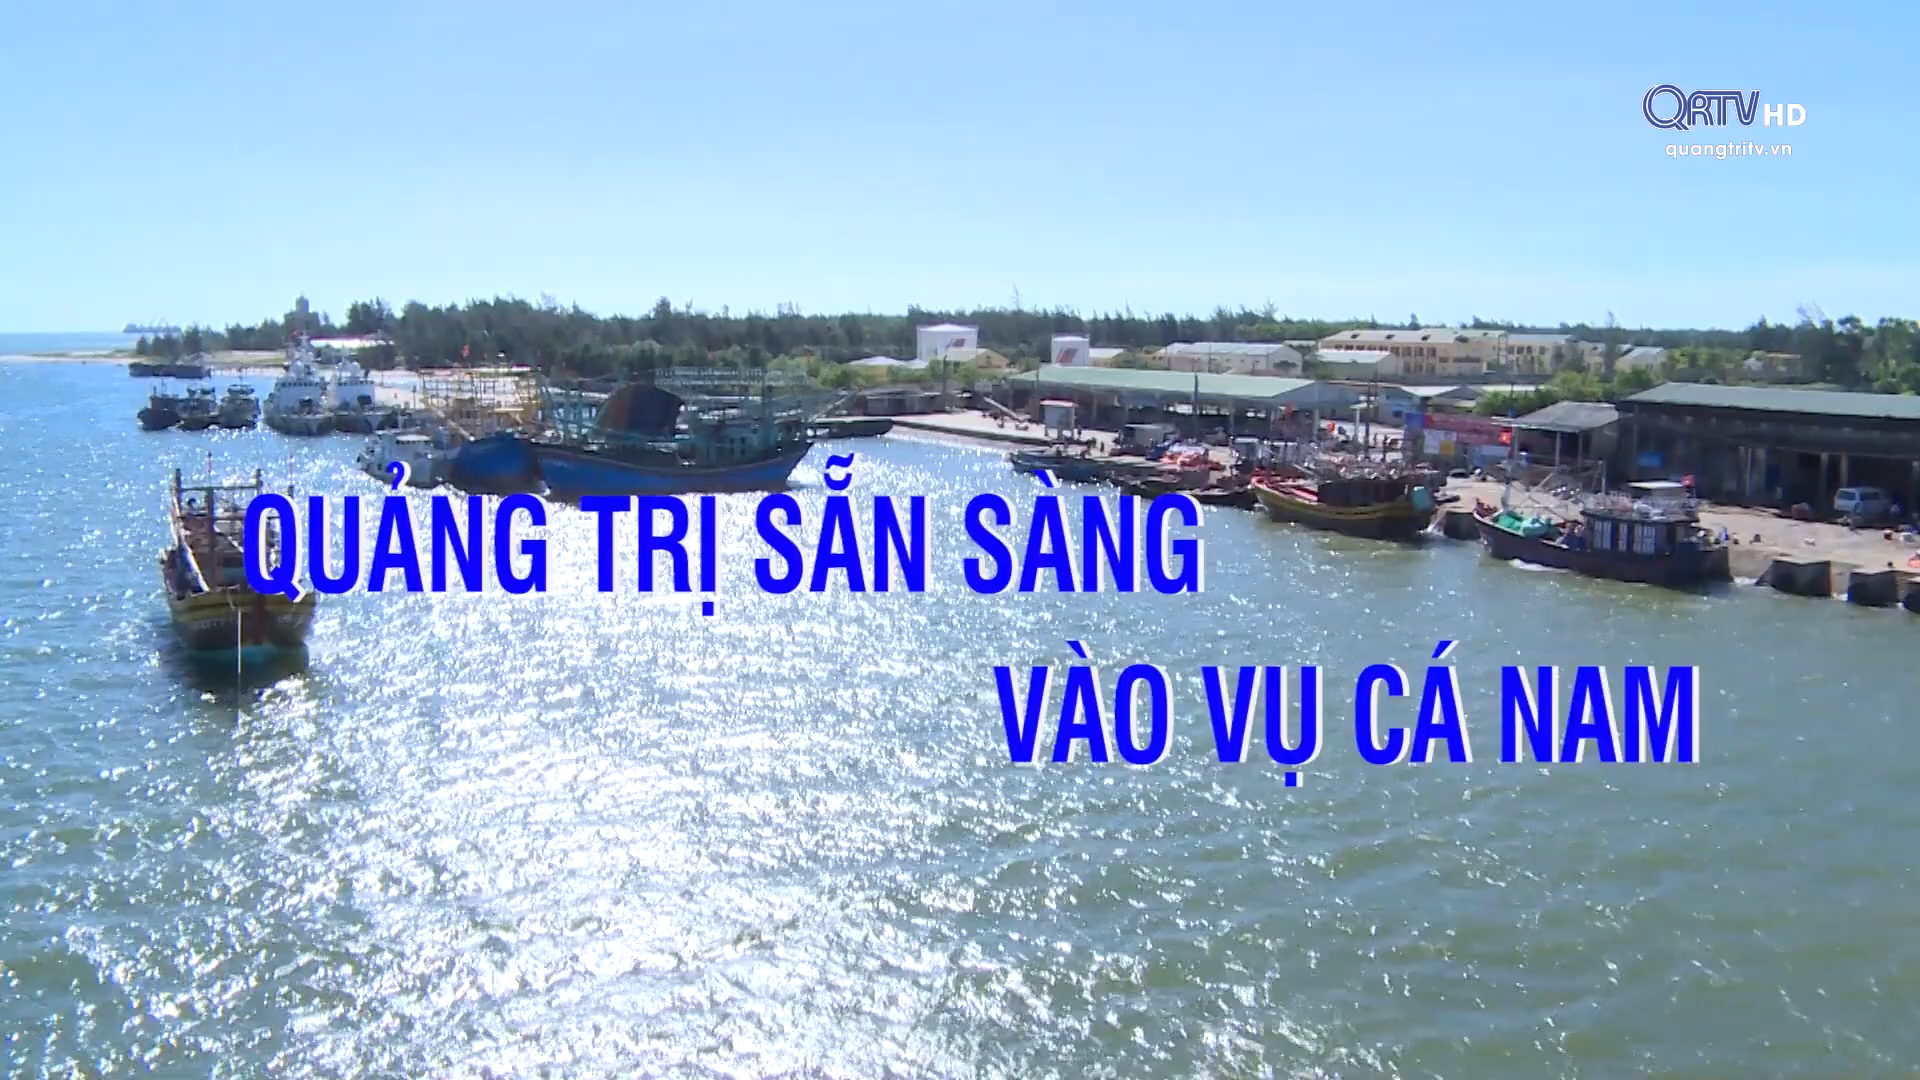 QRTV HD
quangtritv.vn
QUẢNG TRỊ SẴN SÀNG
VÀO VỤ CÁ NAM